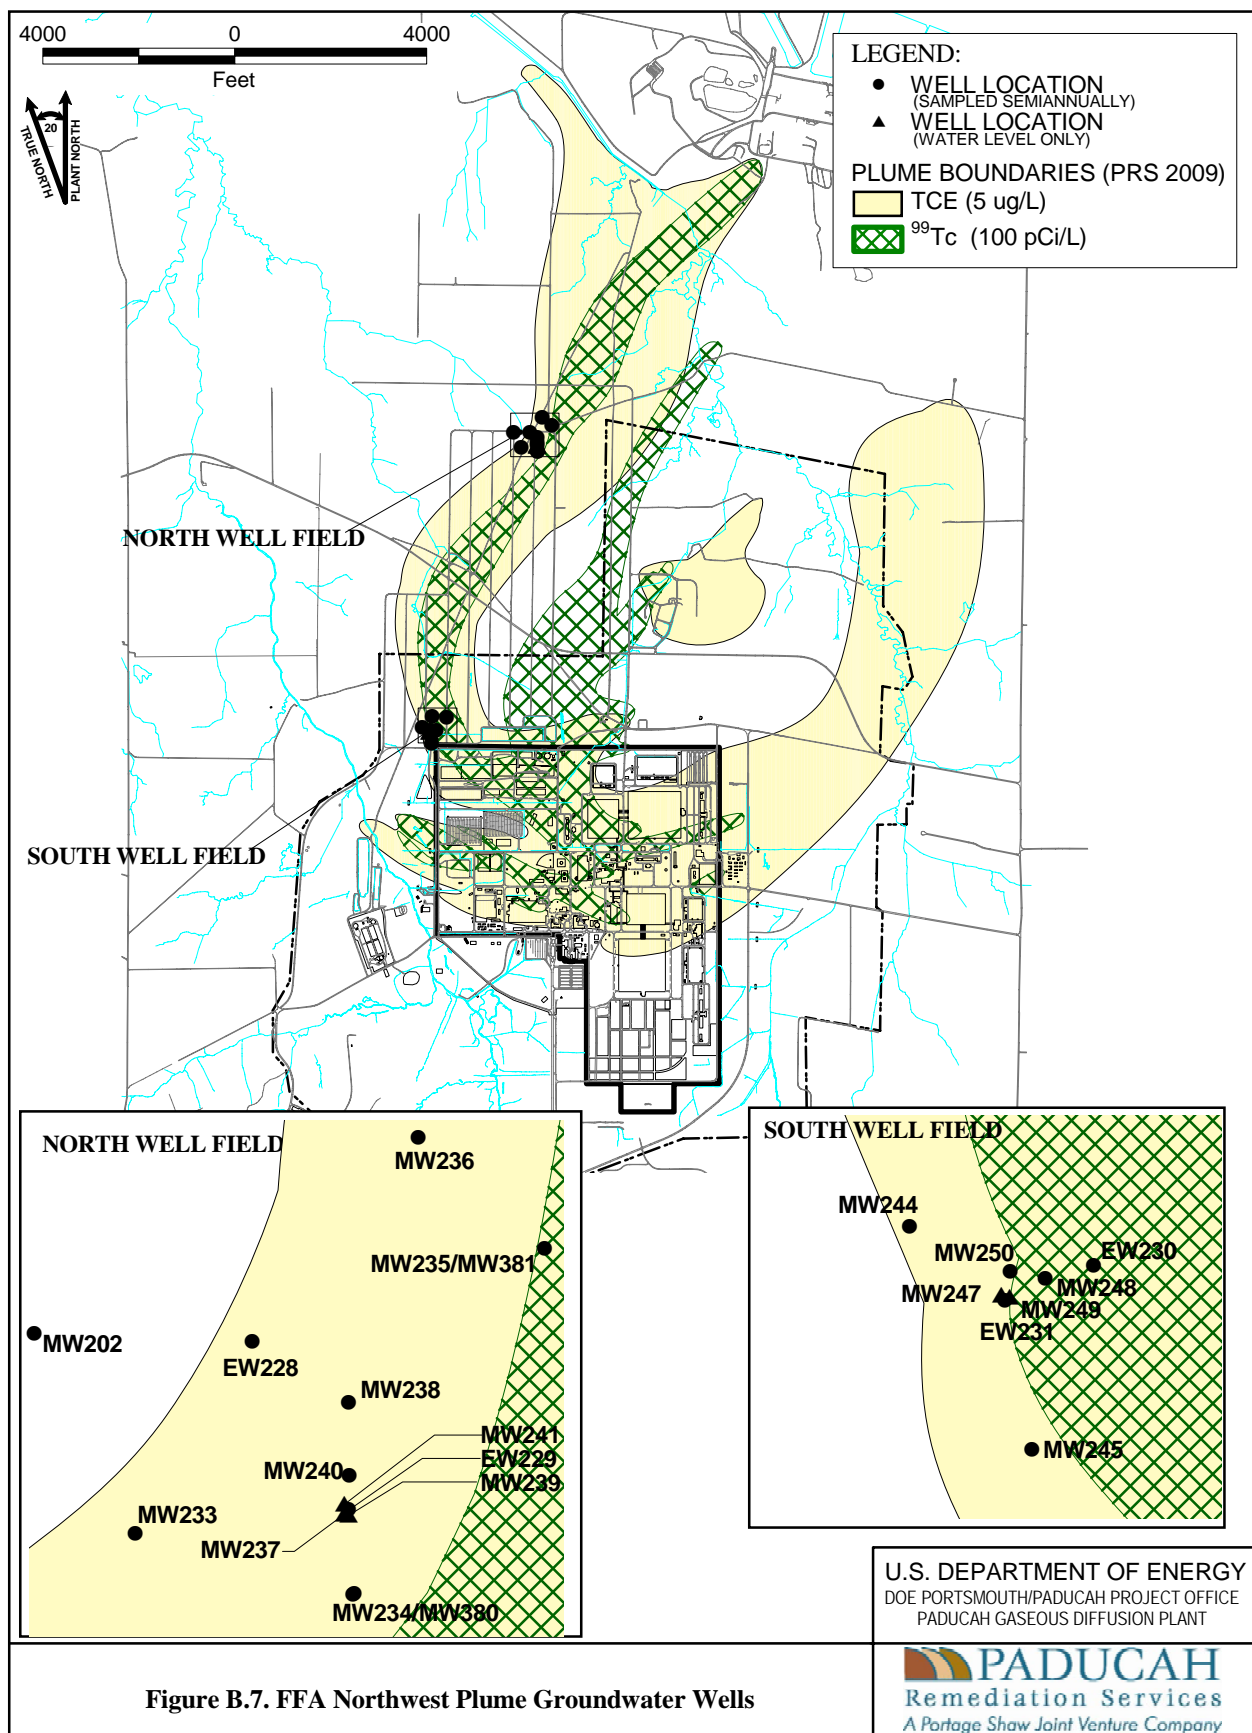 4000 0 4000
Feet
TRUE NORTH
20
PLANT NORTH
LEGEND:
WELL LOCATION
(SAMPLED SEMIANNUALLY)
WELL LOCATION
(WATER LEVEL ONLY)
PLUME BOUNDARIES (PRS 2009)
TCE (5 ug/L)
99Tc (100 pCi/L)
NORTH WELL FIELD
SOUTH WELL FIELD
NORTH WELL FIELD
MW236
MW235/MW381
MW202
EW228
MW238
MW241
EW229
MW240
MW239
MW233
MW237
MW234/MW380
SOUTH WELL FIELD
MW244
MW250
EW230
MW247
MW248
MW249
EW231
MW245
U.S. DEPARTMENT OF ENERGY
DOE PORTSMOUTH/PADUCAH PROJECT OFFICE
PADUCAH GASEOUS DIFFUSION PLANT
Figure B.7. FFA Northwest Plume Groundwater Wells
PADUCAH
Remediation Services
A Portage Shaw Joint Venture Company